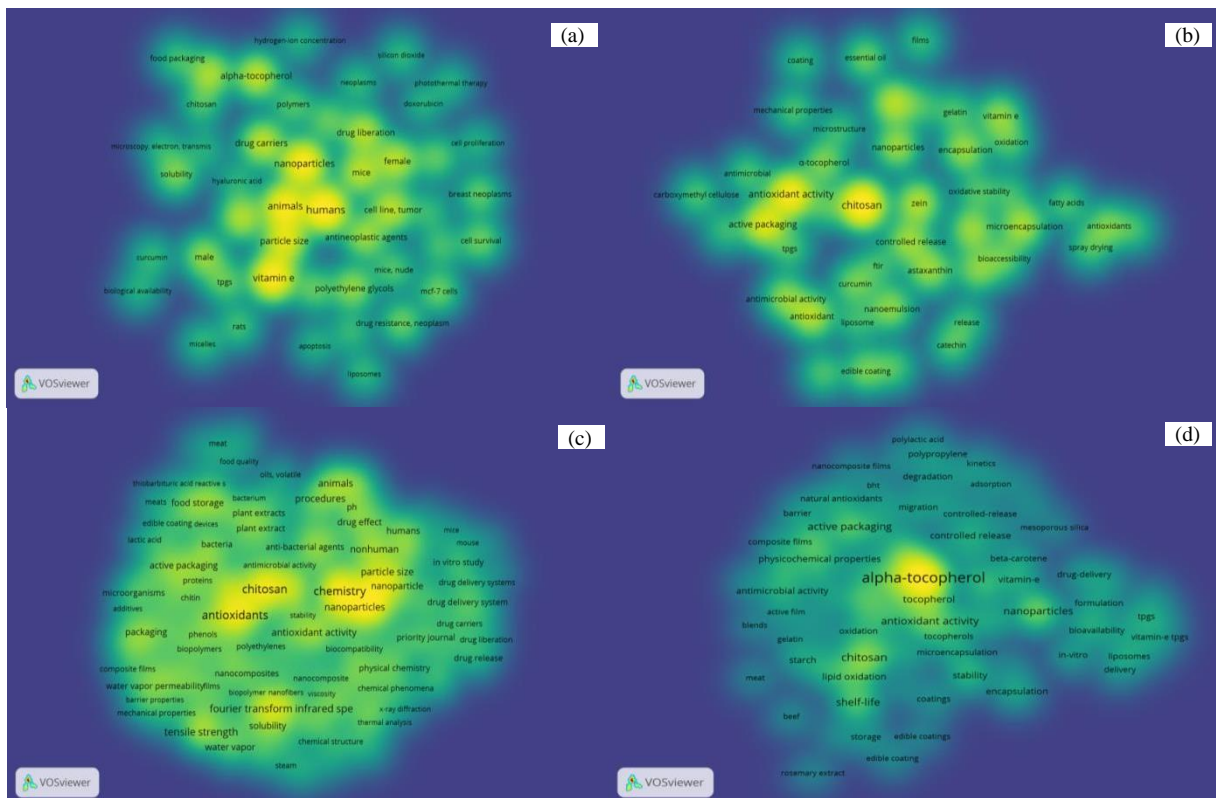 (a)
hydrogen-ion concentration
food packaging
silicon dioxide
alpha-tocopherol
neoplasms
photothermal therapy
chitosan
polymers
doxorubicin
drug liberation
microscopy, electron, transmis
drug carriers
cell proliferation
nanoparticles
female
solubility
mice
hyaluronic acid
breast neoplasms
animals
humans
cell line, tumor
particle size
antineoplastic agents
cell survival
curcumin
male
mice, nude
vitamin e
tpgs
polyethylene glycols
mcf-7 cells
biological availability
rats
drug resistance, neoplasm
micelles
apoptosis
liposomes
VOSviewer
(b)
films
coating
essential oil
mechanical properties
gelatin
vitamin e
microstructure
nanoparticles
encapsulation
oxidation
α-tocopherol
antimicrobial
carboxymethyl cellulose
antioxidant activity
oxidative stability
chitosan
zein
fatty acids
active packaging
microencapsulation
antioxidants
tpgs
controlled release
spray drying
ftir
astaxanthin
bioaccessibility
curcumin
antimicrobial activity
nanoemulsion
antioxidant
liposome
release
catechin
edible coating
VOSviewer
(c)
meat
food quality
oils, volatile
thiobarbituric acid reactive s
animals
meats
food storage
bacterium
procedures
plant extracts
ph
edible coating
devices
plant extract
drug effect
humans
mice
lactic acid
bacteria
anti-bacterial agents
nonhuman
mouse
active packaging
antimicrobial activity
particle size
in vitro study
proteins
chitosan
chemistry
nanoparticle
drug delivery systems
microorganisms
chitin
nanoparticles
drug delivery system
additives
antioxidants
stability
drug carriers
packaging
phenols
antioxidant activity
priority journal
drug liberation
biopolymers
polyethylenes
biocompatibility
drug release
composite films
nanocomposites
physical chemistry
water vapor permeability
films
nanocomposite
chemical phenomena
barrier properties
biopolymer
nanofibers
viscosity
mechanical properties
fourier transform infrared spe
x-ray diffraction
tensile strength
solubility
thermal analysis
water vapor
chemical structure
steam
VOSviewer
(d)
polylactic acid
polypropylene
nanocomposite films
kinetics
degradation
bht
adsorption
natural antioxidants
barrier
migration
controlled-release
active packaging
mesoporous silica
composite films
controlled release
physicochemical properties
beta-carotene
alpha-tocopherol
vitamin-e
drug-delivery
antimicrobial activity
tocopherol
formulation
active film
nanoparticles
tpgs
blends
antioxidant activity
bioavailability
oxidation
tocopherols
vitamin-e tpgs
gelatin
chitosan
microencapsulation
in-vitro
liposomes
starch
delivery
meat
lipid oxidation
stability
encapsulation
shelf-life
coatings
beef
storage
edible coatings
edible coating
rosemary extract
VOSviewer